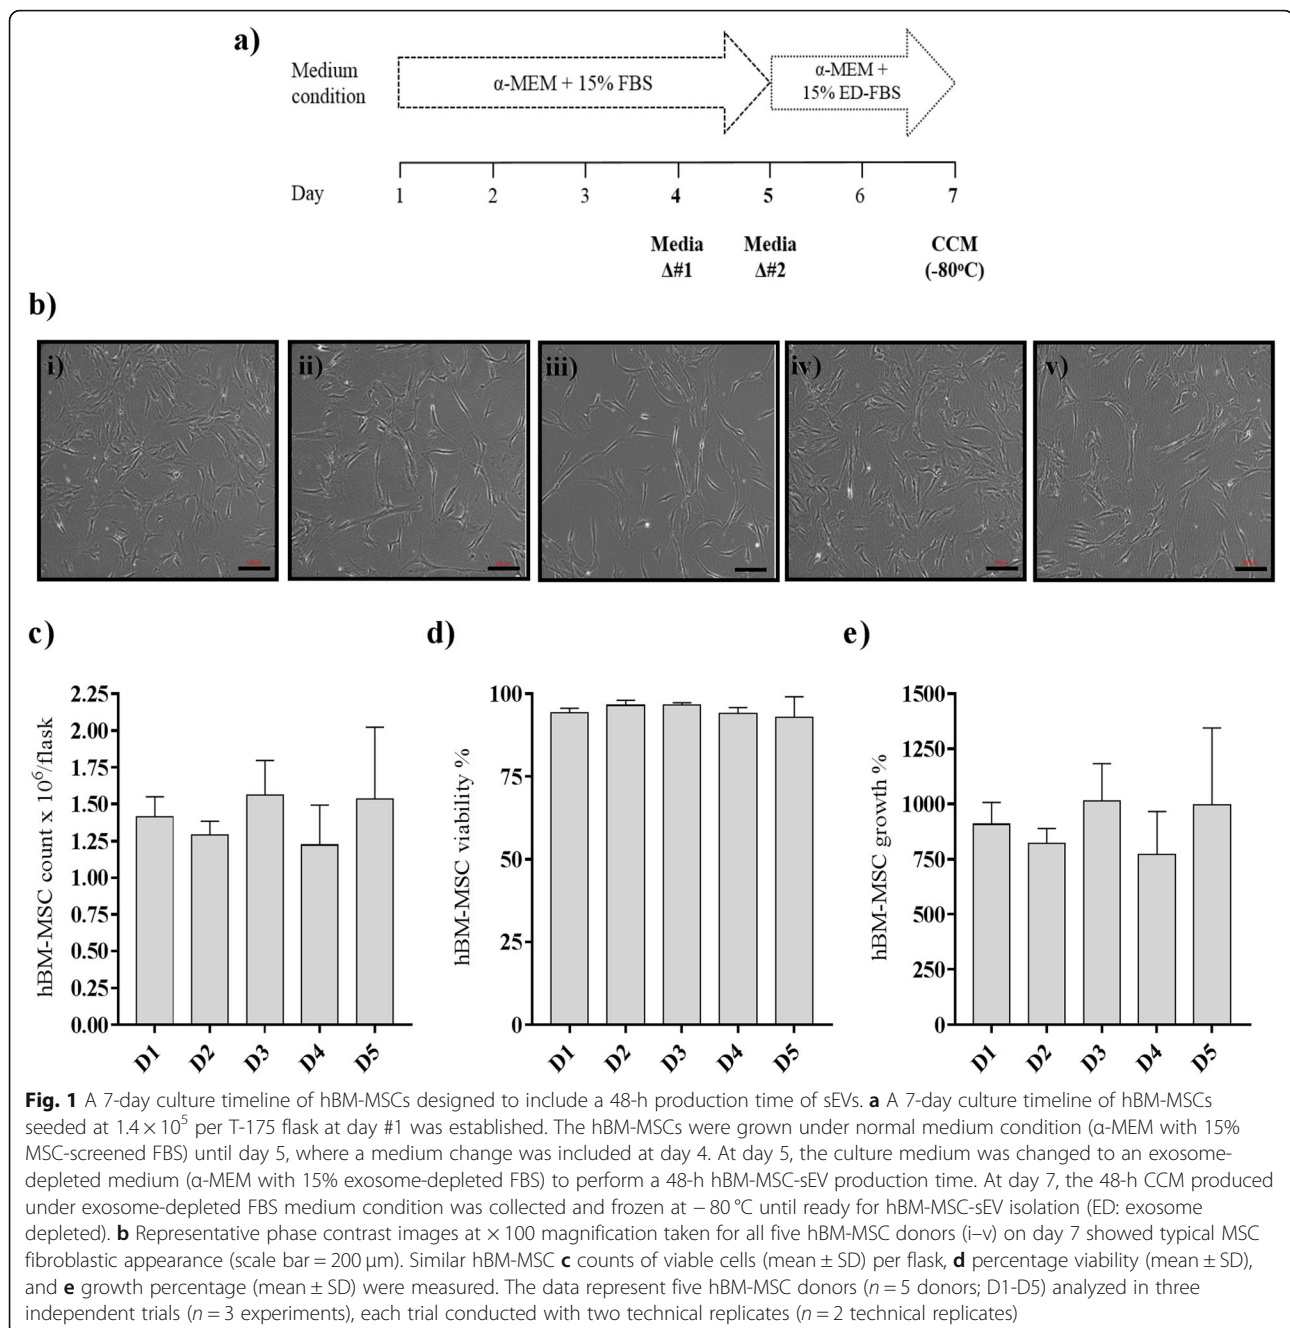 a)
Medium
condition
α-MEM + 15% FBS
α-MEM +
15% ED-FBS
Day
1 2 3 4 5 6 7
Media
Δ#1
Media
Δ#2
CCM
(-80ºC)
b)
i) ii) iii) iv) v)
c)
hBM-MSC count x 10⁶/flask
2.25
2.00
1.75
1.50
1.25
1.00
0.75
0.50
0.25
0.00
D1 D2 D3 D4 D5
d)
hBM-MSC viability %
100
75
50
25
0
D1 D2 D3 D4 D5
e)
hBM-MSC growth %
1500
1250
1000
750
500
250
0
D1 D2 D3 D4 D5
Fig. 1 A 7-day culture timeline of hBM-MSCs designed to include a 48-h production time of sEVs. a A 7-day culture timeline of hBM-MSCs
seeded at 1.4 × 10⁵ per T-175 flask at day #1 was established. The hBM-MSCs were grown under normal medium condition (α-MEM with 15%
MSC-screened FBS) until day 5, where a medium change was included at day 4. At day 5, the culture medium was changed to an exosome-
depleted medium (α-MEM with 15% exosome-depleted FBS) to perform a 48-h hBM-MSC-sEV production time. At day 7, the 48-h CCM produced
under exosome-depleted FBS medium condition was collected and frozen at − 80 °C until ready for hBM-MSC-sEV isolation (ED: exosome
depleted). b Representative phase contrast images at × 100 magnification taken for all five hBM-MSC donors (i–v) on day 7 showed typical MSC
fibroblastic appearance (scale bar = 200 μm). Similar hBM-MSC c counts of viable cells (mean ± SD) per flask, d percentage viability (mean ± SD),
and e growth percentage (mean ± SD) were measured. The data represent five hBM-MSC donors (n = 5 donors; D1-D5) analyzed in three
independent trials (n = 3 experiments), each trial conducted with two technical replicates (n = 2 technical replicates)